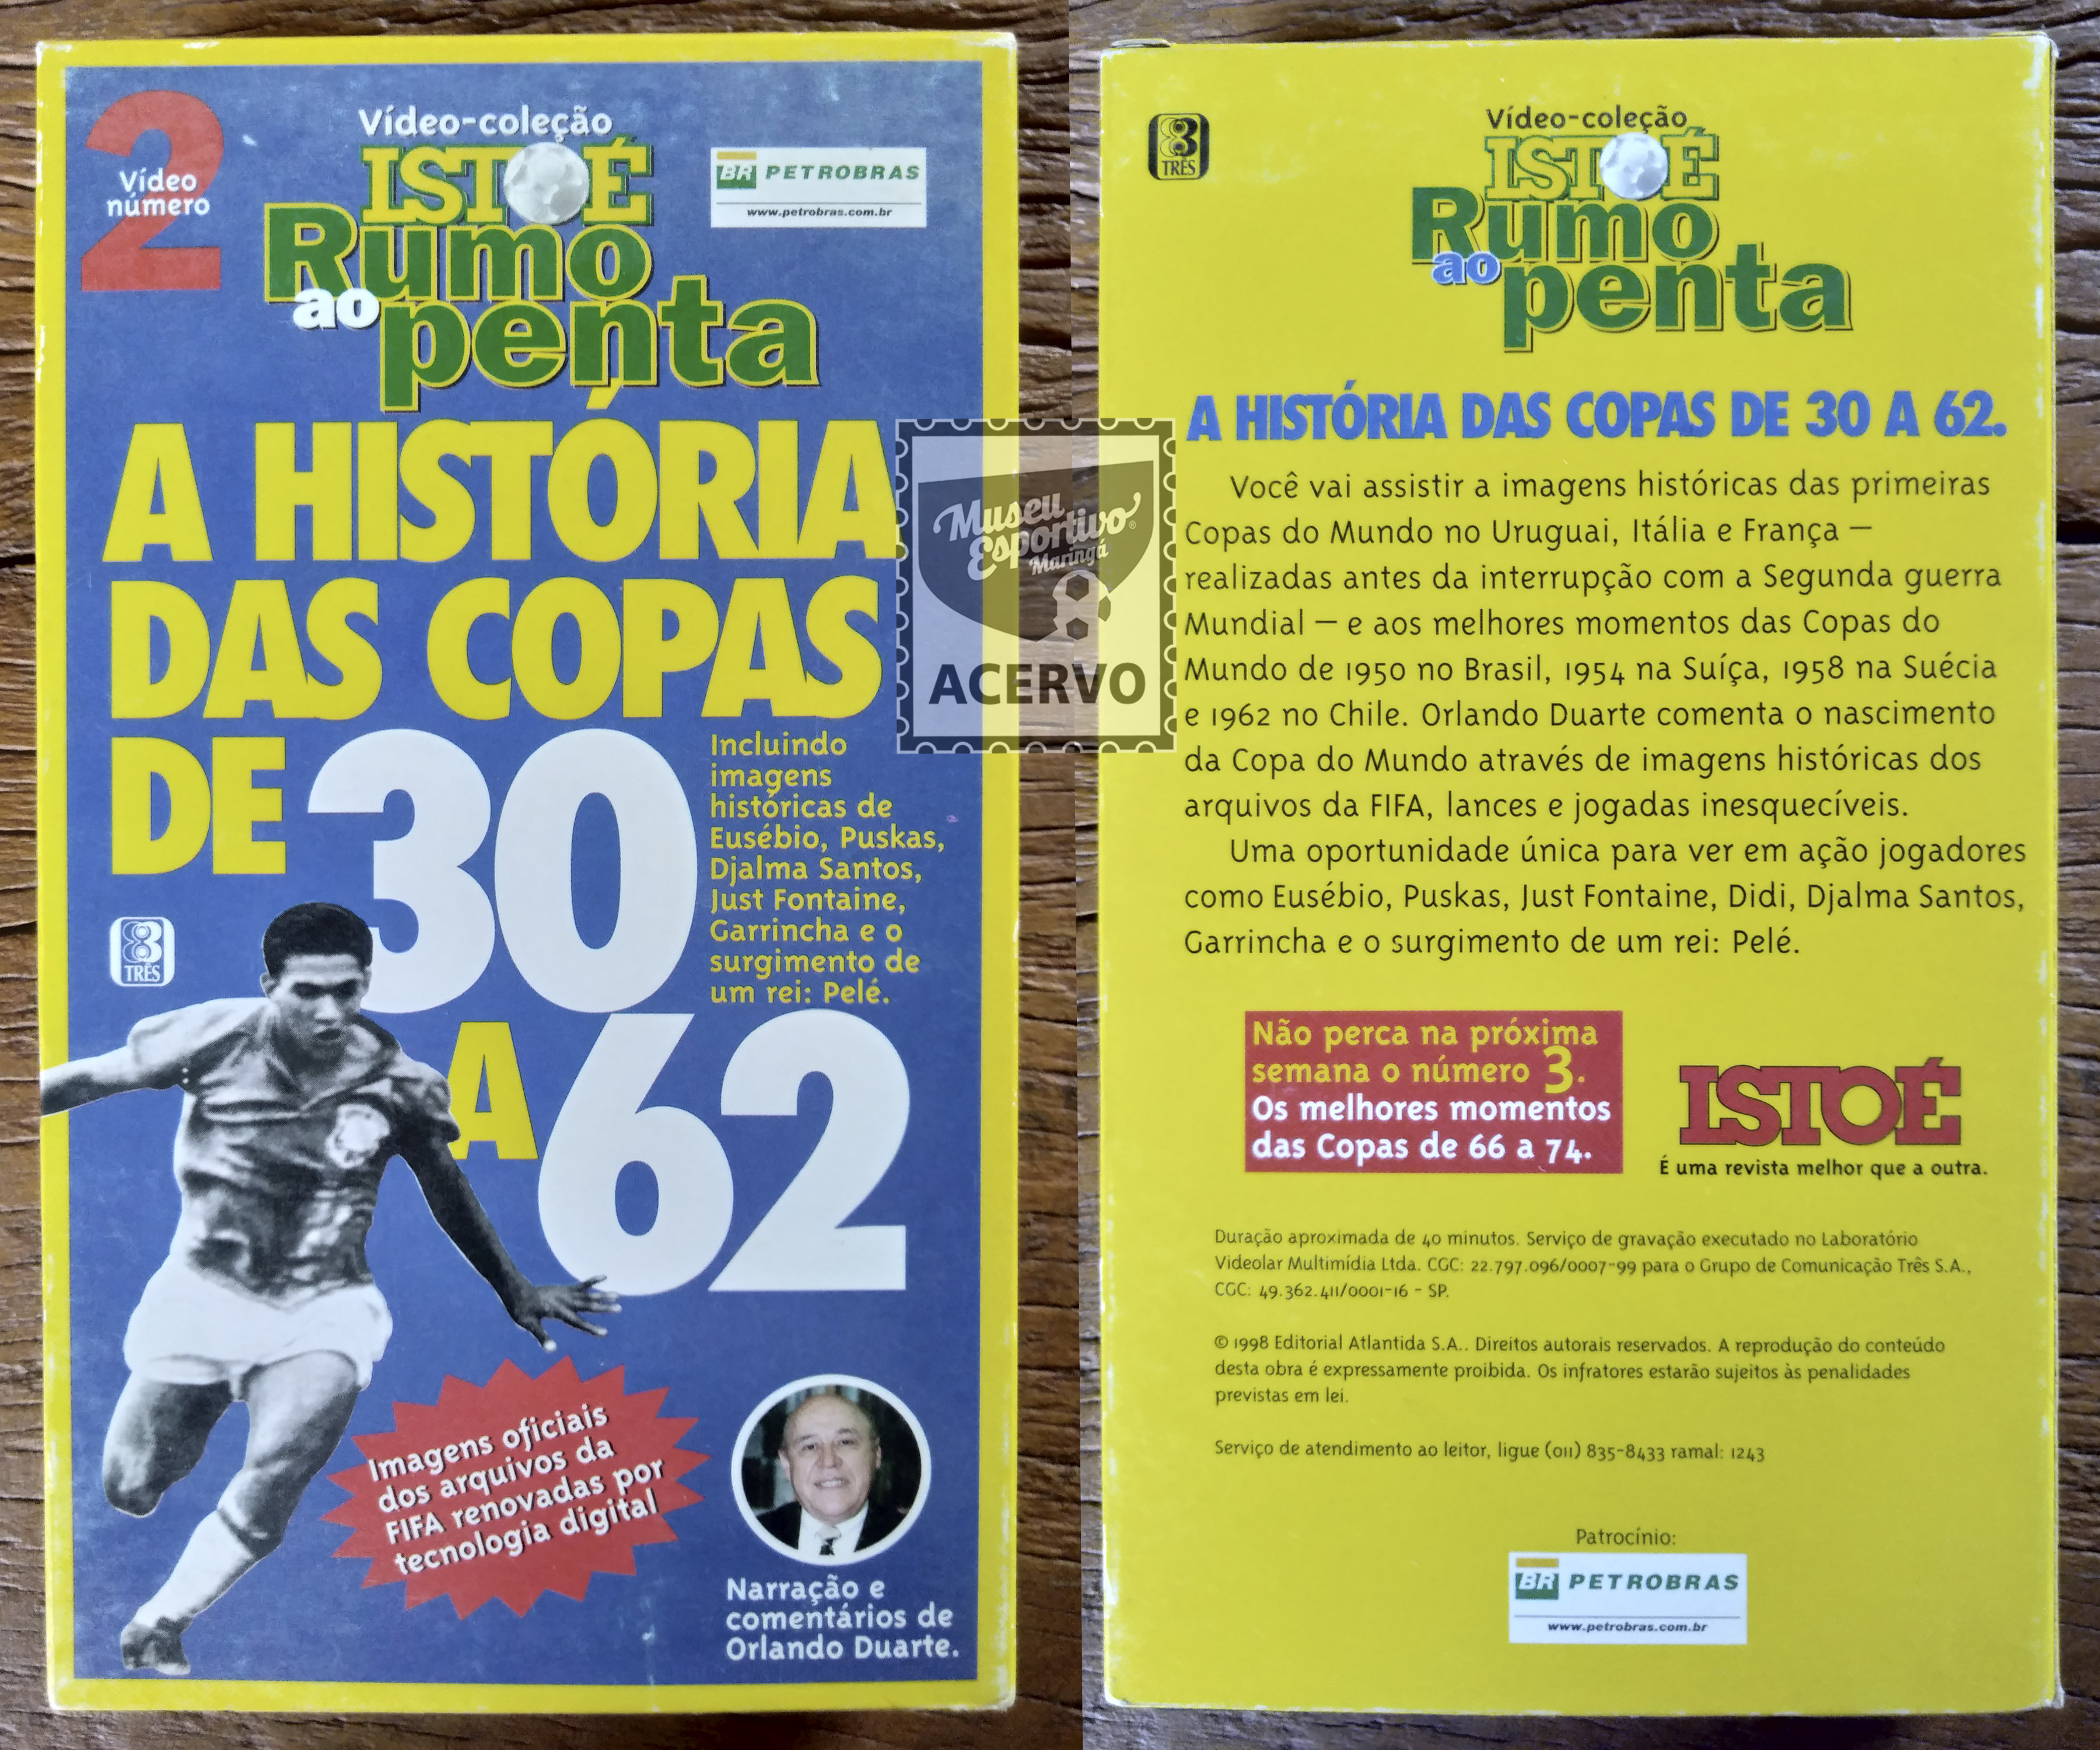 2
Vídeo
número
Vídeo-coleção
ISTOÉ
Rumo
ao
penta
BR PETROBRAS
www.petrobras.com.br
A HISTÓRIA
DAS COPAS
DE 30
A 62
Incluindo
imagens
históricas de
Eusébio, Puskas,
Djalma Santos,
Just Fontaine,
Garrincha e o
surgimento de
um rei: Pelé.
3
TRÊS
Imagens oficiais
dos arquivos da
FIFA renovadas por
tecnologia digital
Narração e
comentários de
Orlando Duarte.
Museu
Esportivo
Maringá
ACERVO
3
TRÊS
Vídeo-coleção
ISTOÉ
Rumo
ao
penta
A HISTÓRIA DAS COPAS DE 30 A 62.
Você vai assistir a imagens históricas das primeiras
Copas do Mundo no Uruguai, Itália e França —
realizadas antes da interrupção com a Segunda guerra
Mundial — e aos melhores momentos das Copas do
Mundo de 1950 no Brasil, 1954 na Suíça, 1958 na Suécia
e 1962 no Chile. Orlando Duarte comenta o nascimento
da Copa do Mundo através de imagens históricas dos
arquivos da FIFA, lances e jogadas inesquecíveis.
Uma oportunidade única para ver em ação jogadores
como Eusébio, Puskas, Just Fontaine, Didi, Djalma Santos,
Garrincha e o surgimento de um rei: Pelé.
Não perca na próxima
semana o número 3.
Os melhores momentos
das Copas de 66 a 74.
ISTOÉ
É uma revista melhor que a outra.
Duração aproximada de 40 minutos. Serviço de gravação executado no Laboratório
Videolar Multimídia Ltda. CGC: 22.797.096/0007-99 para o Grupo de Comunicação Três S.A.,
CGC: 49.362.411/0001-16 - SP.
© 1998 Editorial Atlantida S.A.. Direitos autorais reservados. A reprodução do conteúdo
desta obra é expressamente proibida. Os infratores estarão sujeitos às penalidades
previstas em lei.
Serviço de atendimento ao leitor, ligue (011) 835-8433 ramal: 1243
Patrocínio:
BR PETROBRAS
www.petrobras.com.br